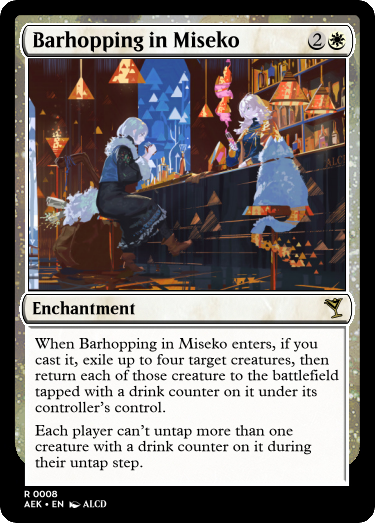 Barhopping in Miseko 2
ALCD
Enchantment
When Barhopping in Miseko enters, if you
cast it, exile up to four target creatures, then
return each of those creature to the battlefield
tapped with a drink counter on it under its
controller's control.
Each player can't untap more than one
creature with a drink counter on it during
their untap step.
R 0008
AEK • EN ALCD